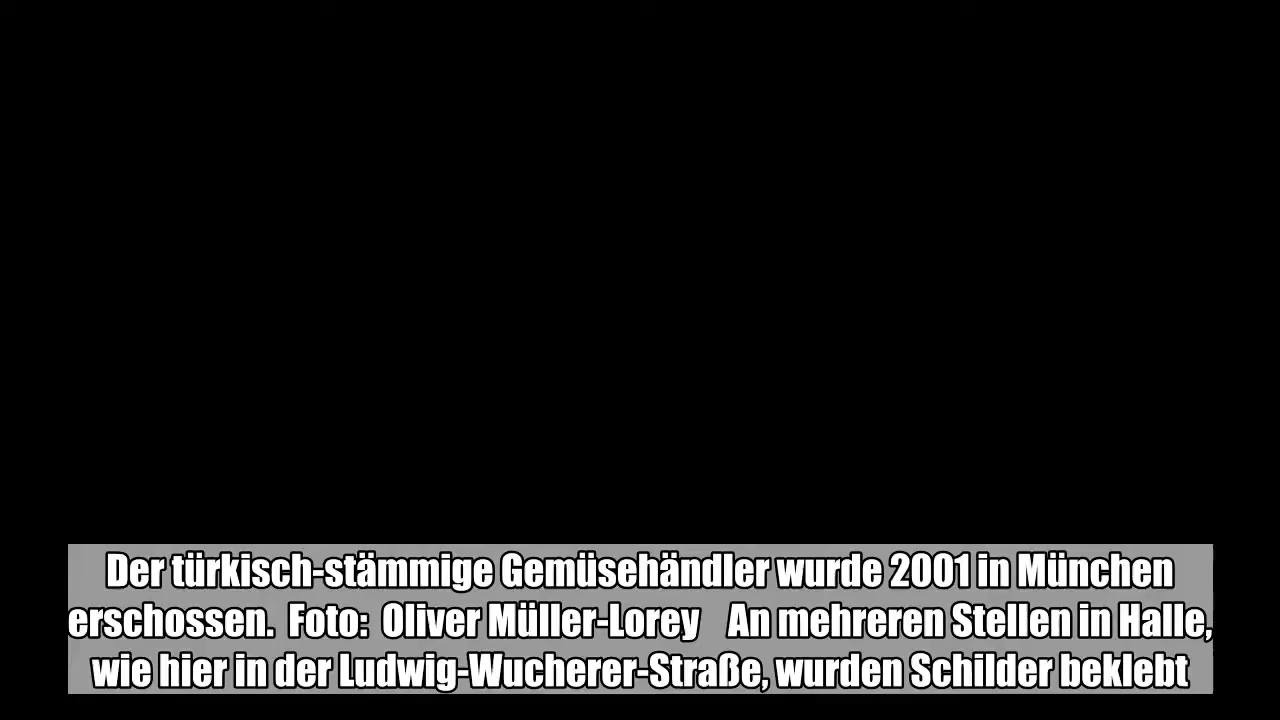 Der türkisch-stämmige Gemüsehändler wurde 2001 in München
erschossen.  Foto:  Oliver Müller-Lorey    An mehreren Stellen in Halle,
wie hier in der Ludwig-Wucherer-Straße, wurden Schilder beklebt